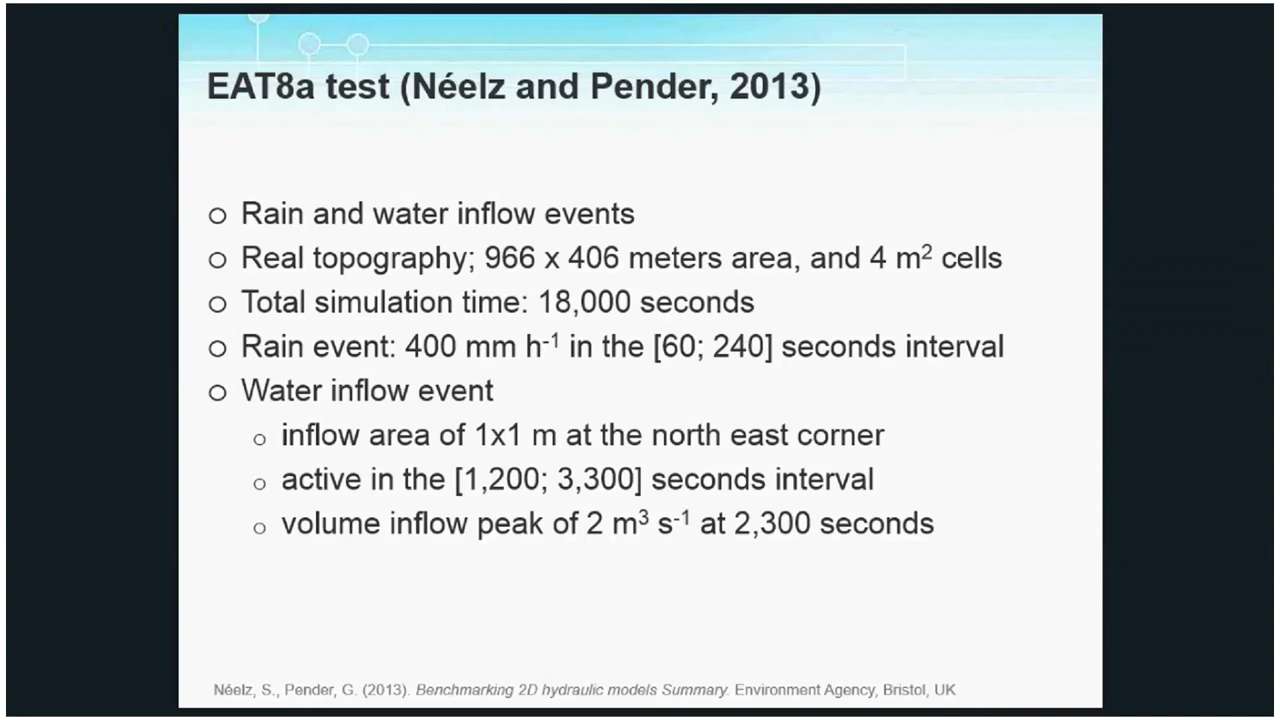 EAT8a test (Néelz and Pender, 2013)
o Rain and water inflow events
o Real topography; 966 x 406 meters area, and 4 m² cells
o Total simulation time: 18,000 seconds
o Rain event: 400 mm h⁻¹ in the [60; 240] seconds interval
o Water inflow event
o inflow area of 1x1 m at the north east corner
o active in the [1,200; 3,300] seconds interval
o volume inflow peak of 2 m³ s⁻¹ at 2,300 seconds
Néelz, S., Pender, G. (2013). Benchmarking 2D hydraulic models Summary. Environment Agency, Bristol, UK